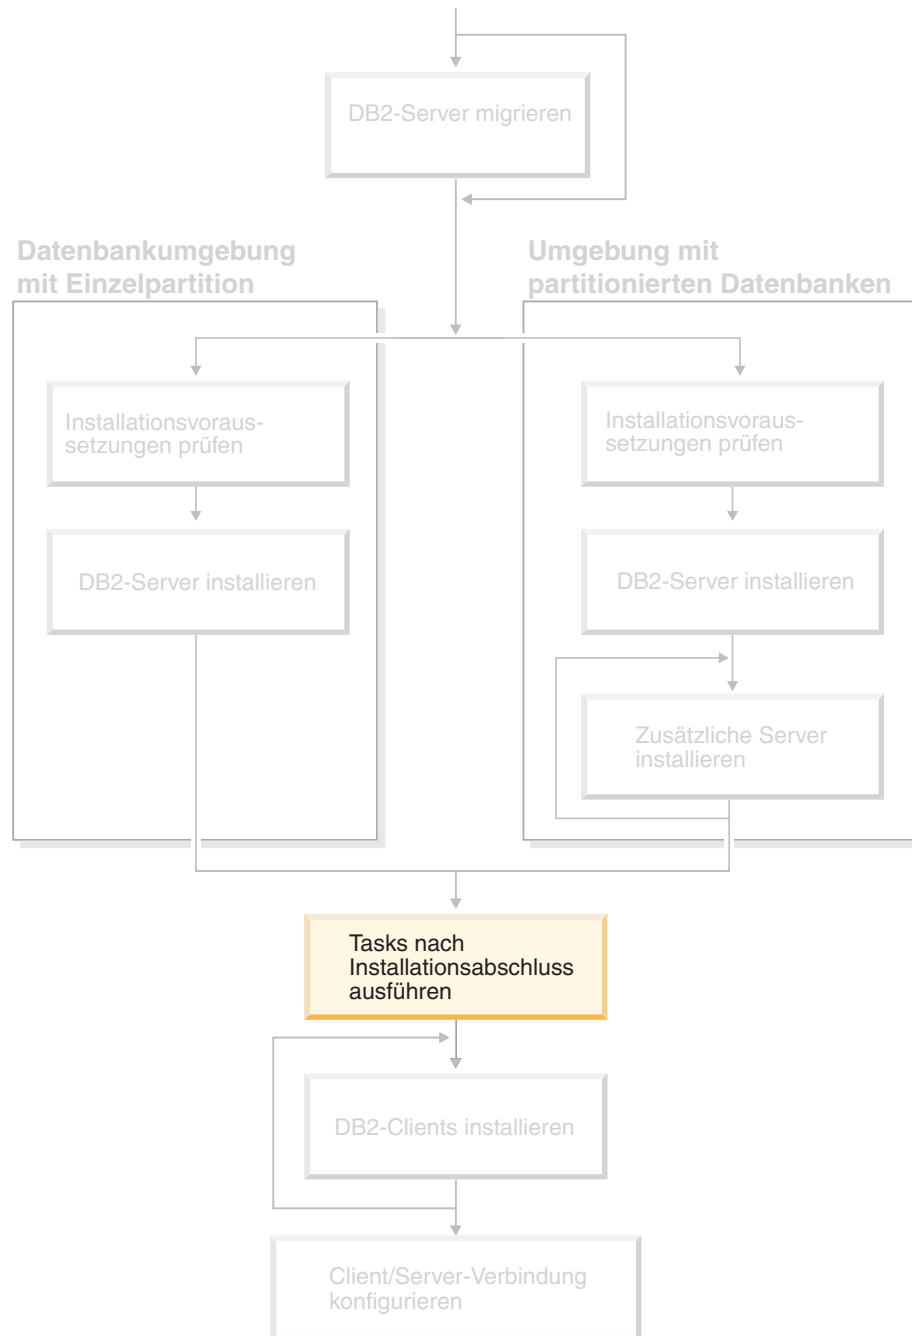 DB2-Server migrieren
Datenbankumgebung
mit Einzelpartition
Umgebung mit
partitionierten Datenbanken
Installationsvoraus-
setzungen prüfen
DB2-Server installieren
Installationsvoraus-
setzungen prüfen
DB2-Server installieren
Zusätzliche Server
installieren
Tasks nach
Installationsabschluss
ausführen
DB2-Clients installieren
Client/Server-Verbindung
konfigurieren